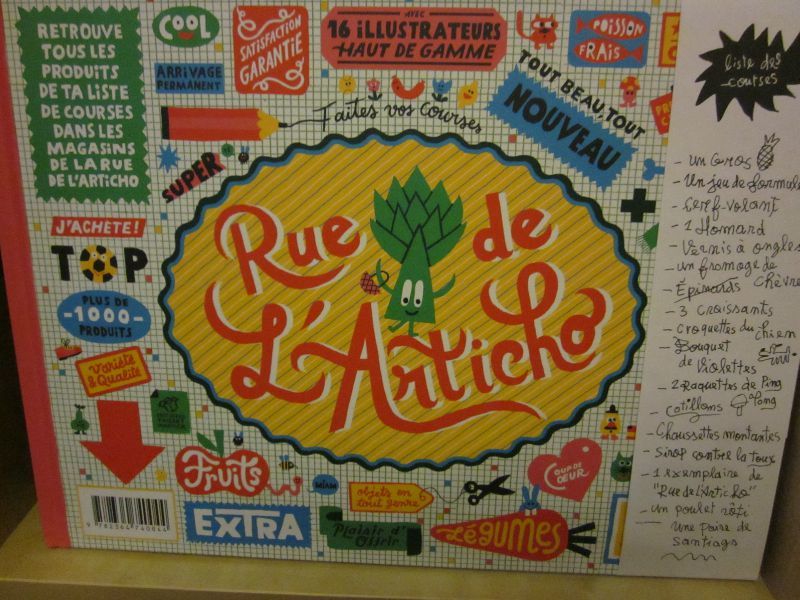 RETROUVE
TOUS LES
PRODUITS
DE TA LISTE
DE COURSES
DANS LES
MAGASINS
DE LA RUE
DE L'ARTICHO
COOL
ARRIVAGE
PERMANENT
SATISFACTION
GARANTIE
AVEC
16 ILLUSTRATEURS
HAUT DE GAMME
POISSON
FRAIS
TOUT BEAU, TOUT
NOUVEAU
Faites vos courses
SUPER
J'ACHÈTE!
TOP
PLUS DE
-1000-
PRODUITS
Variété
& Qualité
Rue de
L'Articho
Fruits
MIAM
EXTRA
objets en
tout genre
Plaisir d'
Offrir
COUP DE
CŒUR
Légumes
9 782364 740044
liste des
courses
- un Gros
- Un jeu de formule
- Cerf-volant
- 1 Homard
- Vernis à ongles
- un fromage de
chèvre
- Épinards
- 3 Croissants
- Croquettes du chien
- Bouquet
de Violettes
- 2 Raquettes de Ping
Pong
- Cotillons
- Chaussettes montantes
- Sirop contre la toux
- 1 exemplaire de
"Rue de l'Articho"
- un poulet rôti
- une paire de
santiags